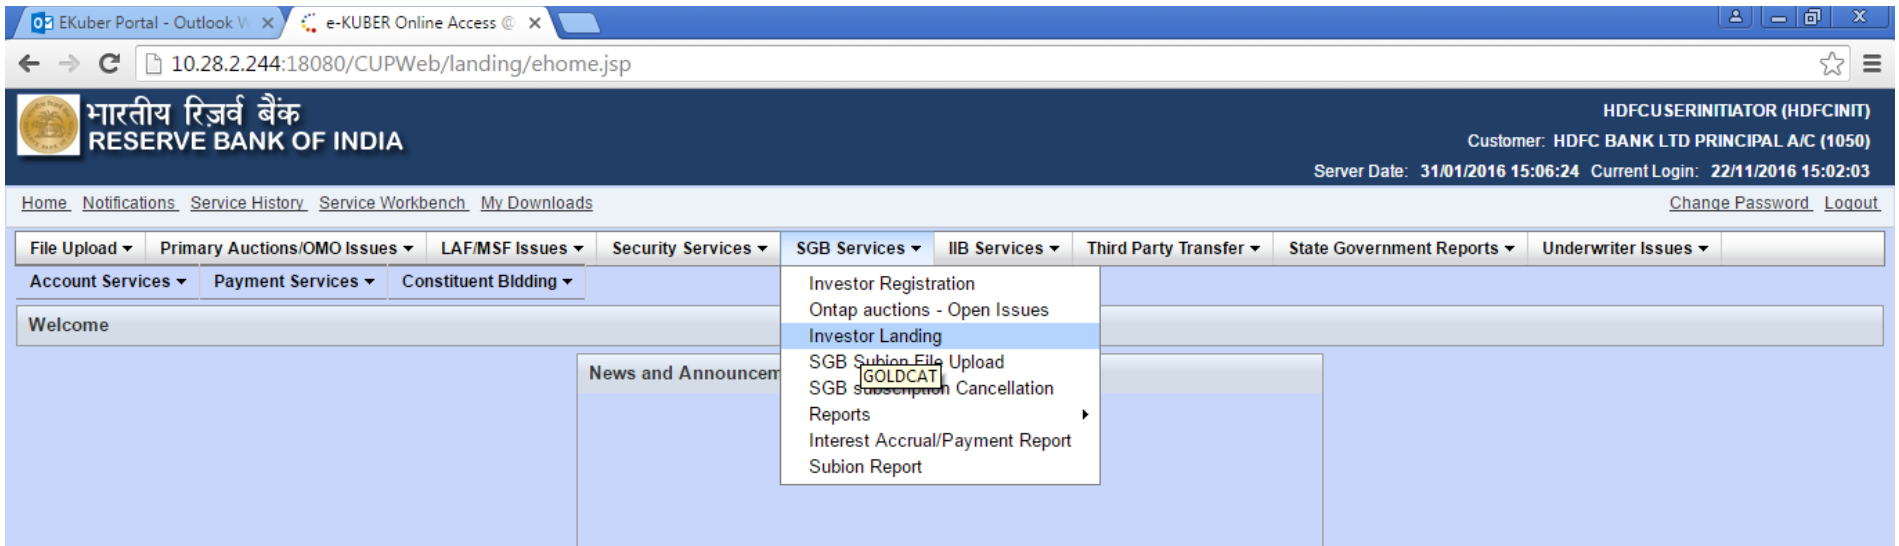 EKuber Portal - Outlook W
e-KUBER Online Access @
10.28.2.244:18080/CUPWeb/landing/ehome.jsp
भारतीय रिज़र्व बैंक
RESERVE BANK OF INDIA
HDFCUSERINITIATOR (HDFCINIT)
Customer: HDFC BANK LTD PRINCIPAL A/C (1050)
Server Date: 31/01/2016 15:06:24 Current Login: 22/11/2016 15:02:03
Home Notifications Service History Service Workbench My Downloads Change Password Logout
File Upload Primary Auctions/OMO Issues LAF/MSF Issues Security Services SGB Services IIB Services Third Party Transfer State Government Reports Underwriter Issues
Account Services Payment Services Constituent BIdding
Investor Registration
Ontap auctions - Open Issues
Welcome
Investor Landing
SGB Subion File Upload
News and Announcem
GOLDCAT
SGB subscription Cancellation
Reports
Interest Accrual/Payment Report
Subion Report